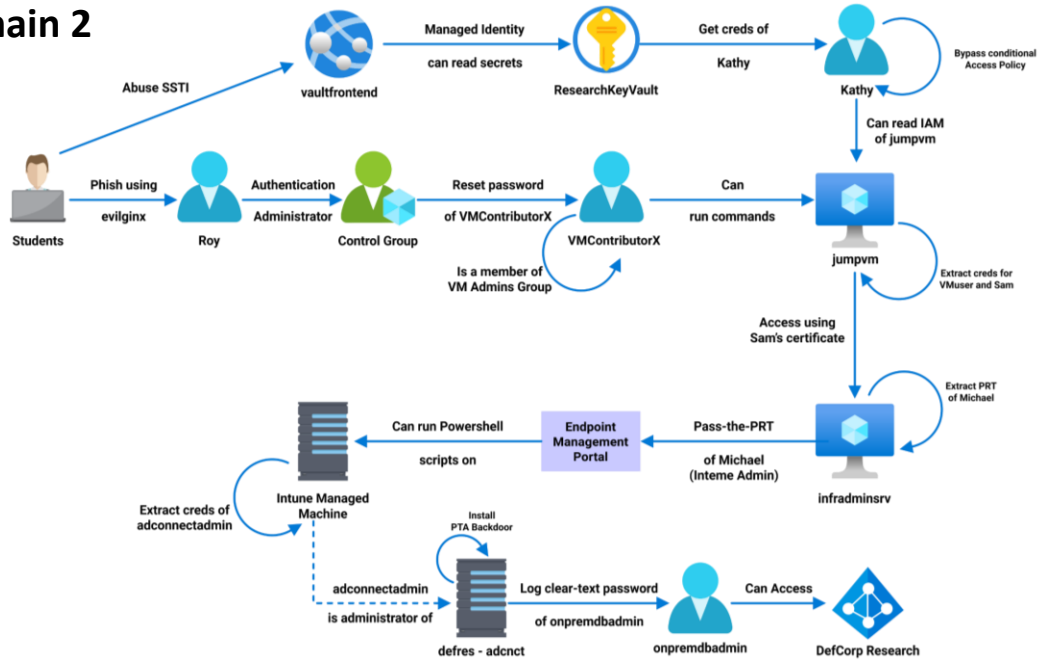 hain 2
Managed Identity
can read secrets
Get creds of
Kathy
Bypass conditional
Access Policy
Abuse SSTI
vaultfrontend
ResearchKeyVault
Kathy
Can read IAM
of jumpvm
Phish using
evilginx
Authentication
Administrator
Reset password
of VMContributorX
Can
run commands
Students
Roy
Control Group
VMContributorX
jumpvm
Is a member of
VM Admins Group
Extract creds for
VMuser and Sam
Access using
Sam's certificate
Extract PRT
of Michael
Can run Powershell
scripts on
Endpoint
Management
Portal
Pass-the-PRT
of Michael
(Inteme Admin)
infradminsrv
Intune Managed
Machine
Extract creds of
adconnectadmin
Install
PTA Backdoor
adconnectadmin
is administrator of
Log clear-text password
of onpremdbadmin
Can Access
defres - adcnct
onpremdbadmin
DefCorp Research